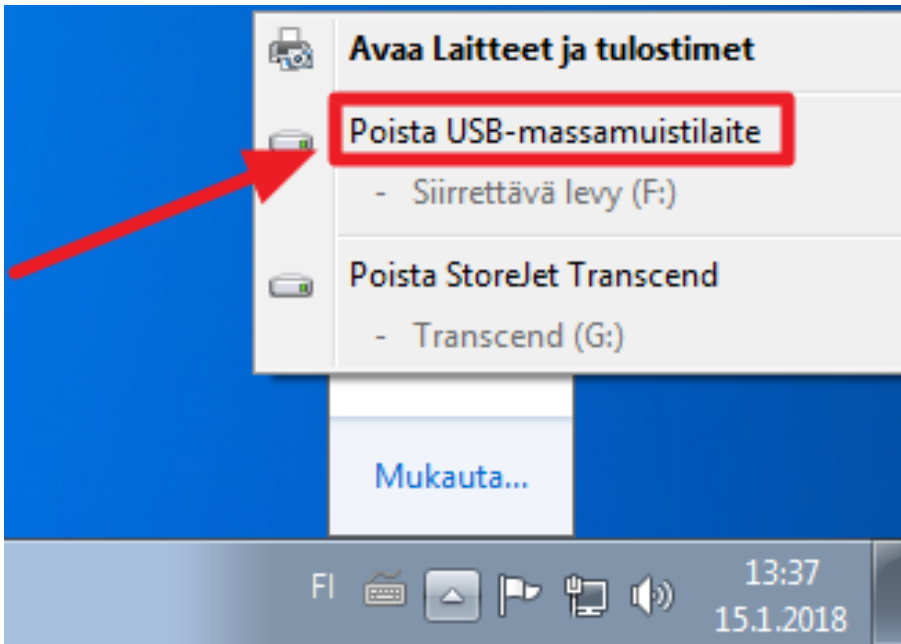 Avaa Laitteet ja tulostimet
Poista USB-massamuistilaite
- Siirrettävä levy (F:)
Poista StoreJet Transcend
- Transcend (G:)
Mukauta...
FI
13:37
15.1.2018